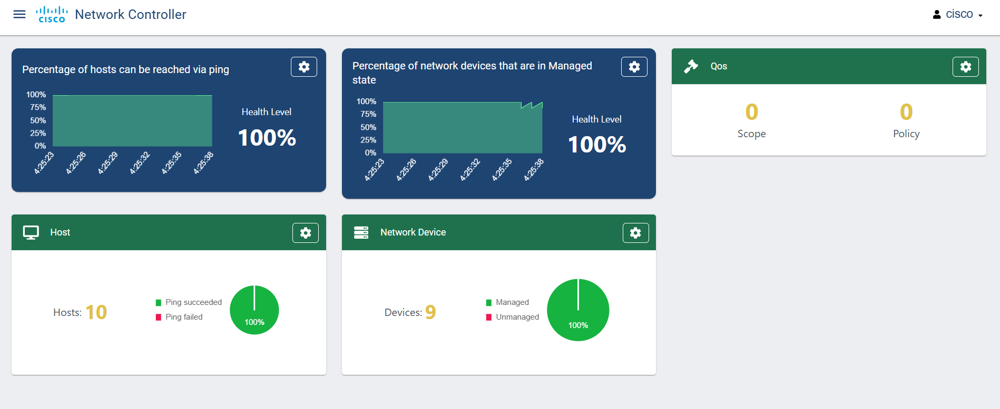 cisco
Network Controller
cisco
Percentage of hosts can be reached via ping
100%
75%
50%
25%
0%
4:25:23
4:25:26
4:25:29
4:25:32
4:25:35
4:25:38
Health Level
100%
Percentage of network devices that are in Managed
state
100%
75%
50%
25%
0%
4:25:23
4:25:26
4:25:29
4:25:32
4:25:35
4:25:38
Health Level
100%
Qos
0
Scope
0
Policy
Host
Hosts: 10
Ping succeeded
Ping failed
100%
Network Device
Devices: 9
Managed
Unmanaged
100%